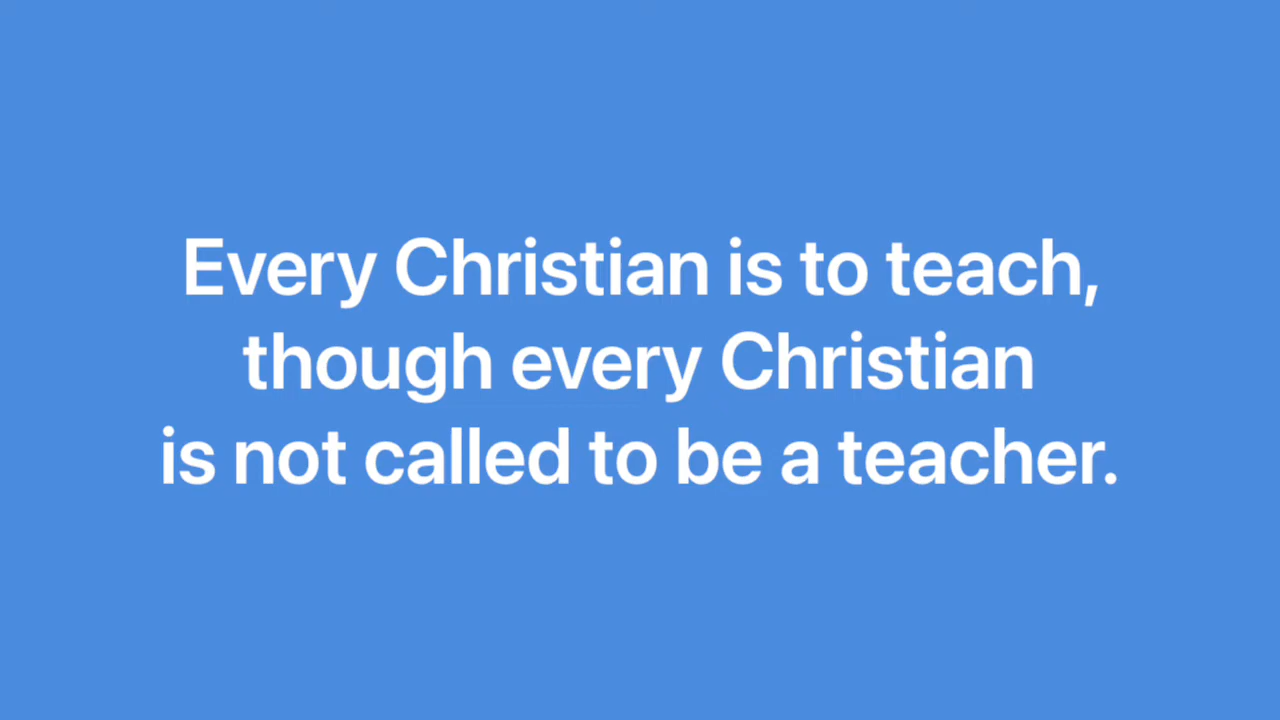 Every Christian is to teach,
though every Christian
is not called to be a teacher.